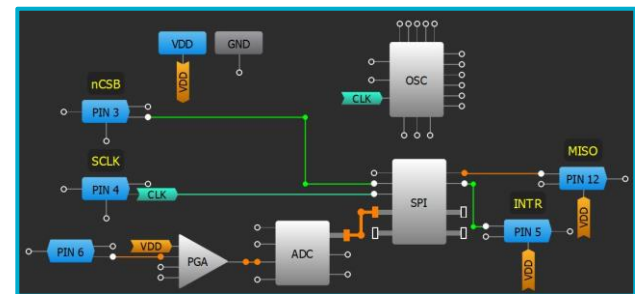 VDD
GND
VDD
nCSB
PIN 3
OSC
CLK
SCLK
PIN 4
CLK
SPI
MISO
PIN 12
VDD
INTR
PIN 5
VDD
PIN 6
VDD
PGA
ADC